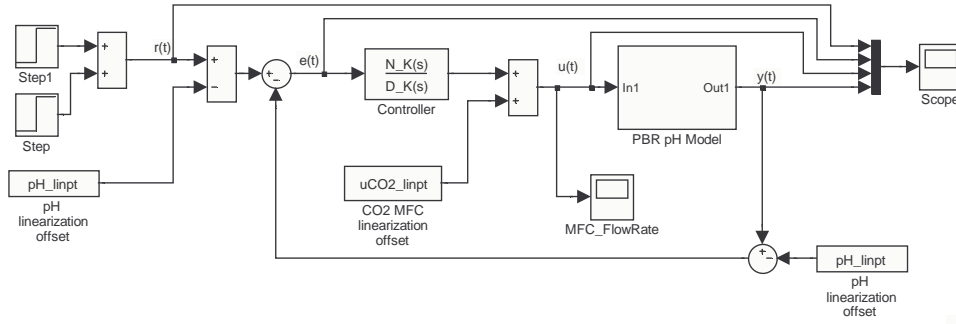 Step1
Step
r(t)
+
+
+
−
pH_linpt
pH
linearization
offset
+
−
e(t)
N_K(s)
D_K(s)
Controller
+
+
uCO2_linpt
CO2 MFC
linearization
offset
u(t)
In1
Out1
PBR pH Model
MFC_FlowRate
y(t)
Scope
+
−
pH_linpt
pH
linearization
offset